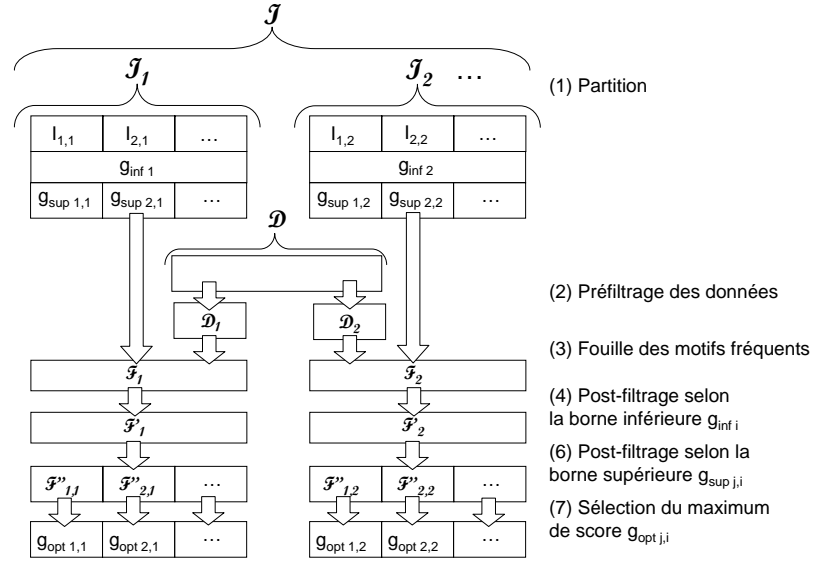 𝒥
𝒥1 𝒥2 …
(1) Partition
I1,1 I2,1 … I1,2 I2,2 …
ginf 1 ginf 2
gsup 1,1 gsup 2,1 … gsup 1,2 gsup 2,2 …
𝒟
(2) Préfiltrage des données
𝒟1 𝒟2
(3) Fouille des motifs fréquents
ℱ1 ℱ2
(4) Post-filtrage selon
la borne inférieure ginf i
ℱ'1 ℱ'2
(6) Post-filtrage selon la
borne supérieure gsup j,i
ℱ''1,1 ℱ''2,1 … ℱ''1,2 ℱ''2,2 …
(7) Sélection du maximum
de score gopt j,i
gopt 1,1 gopt 2,1 … gopt 1,2 gopt 2,2 …